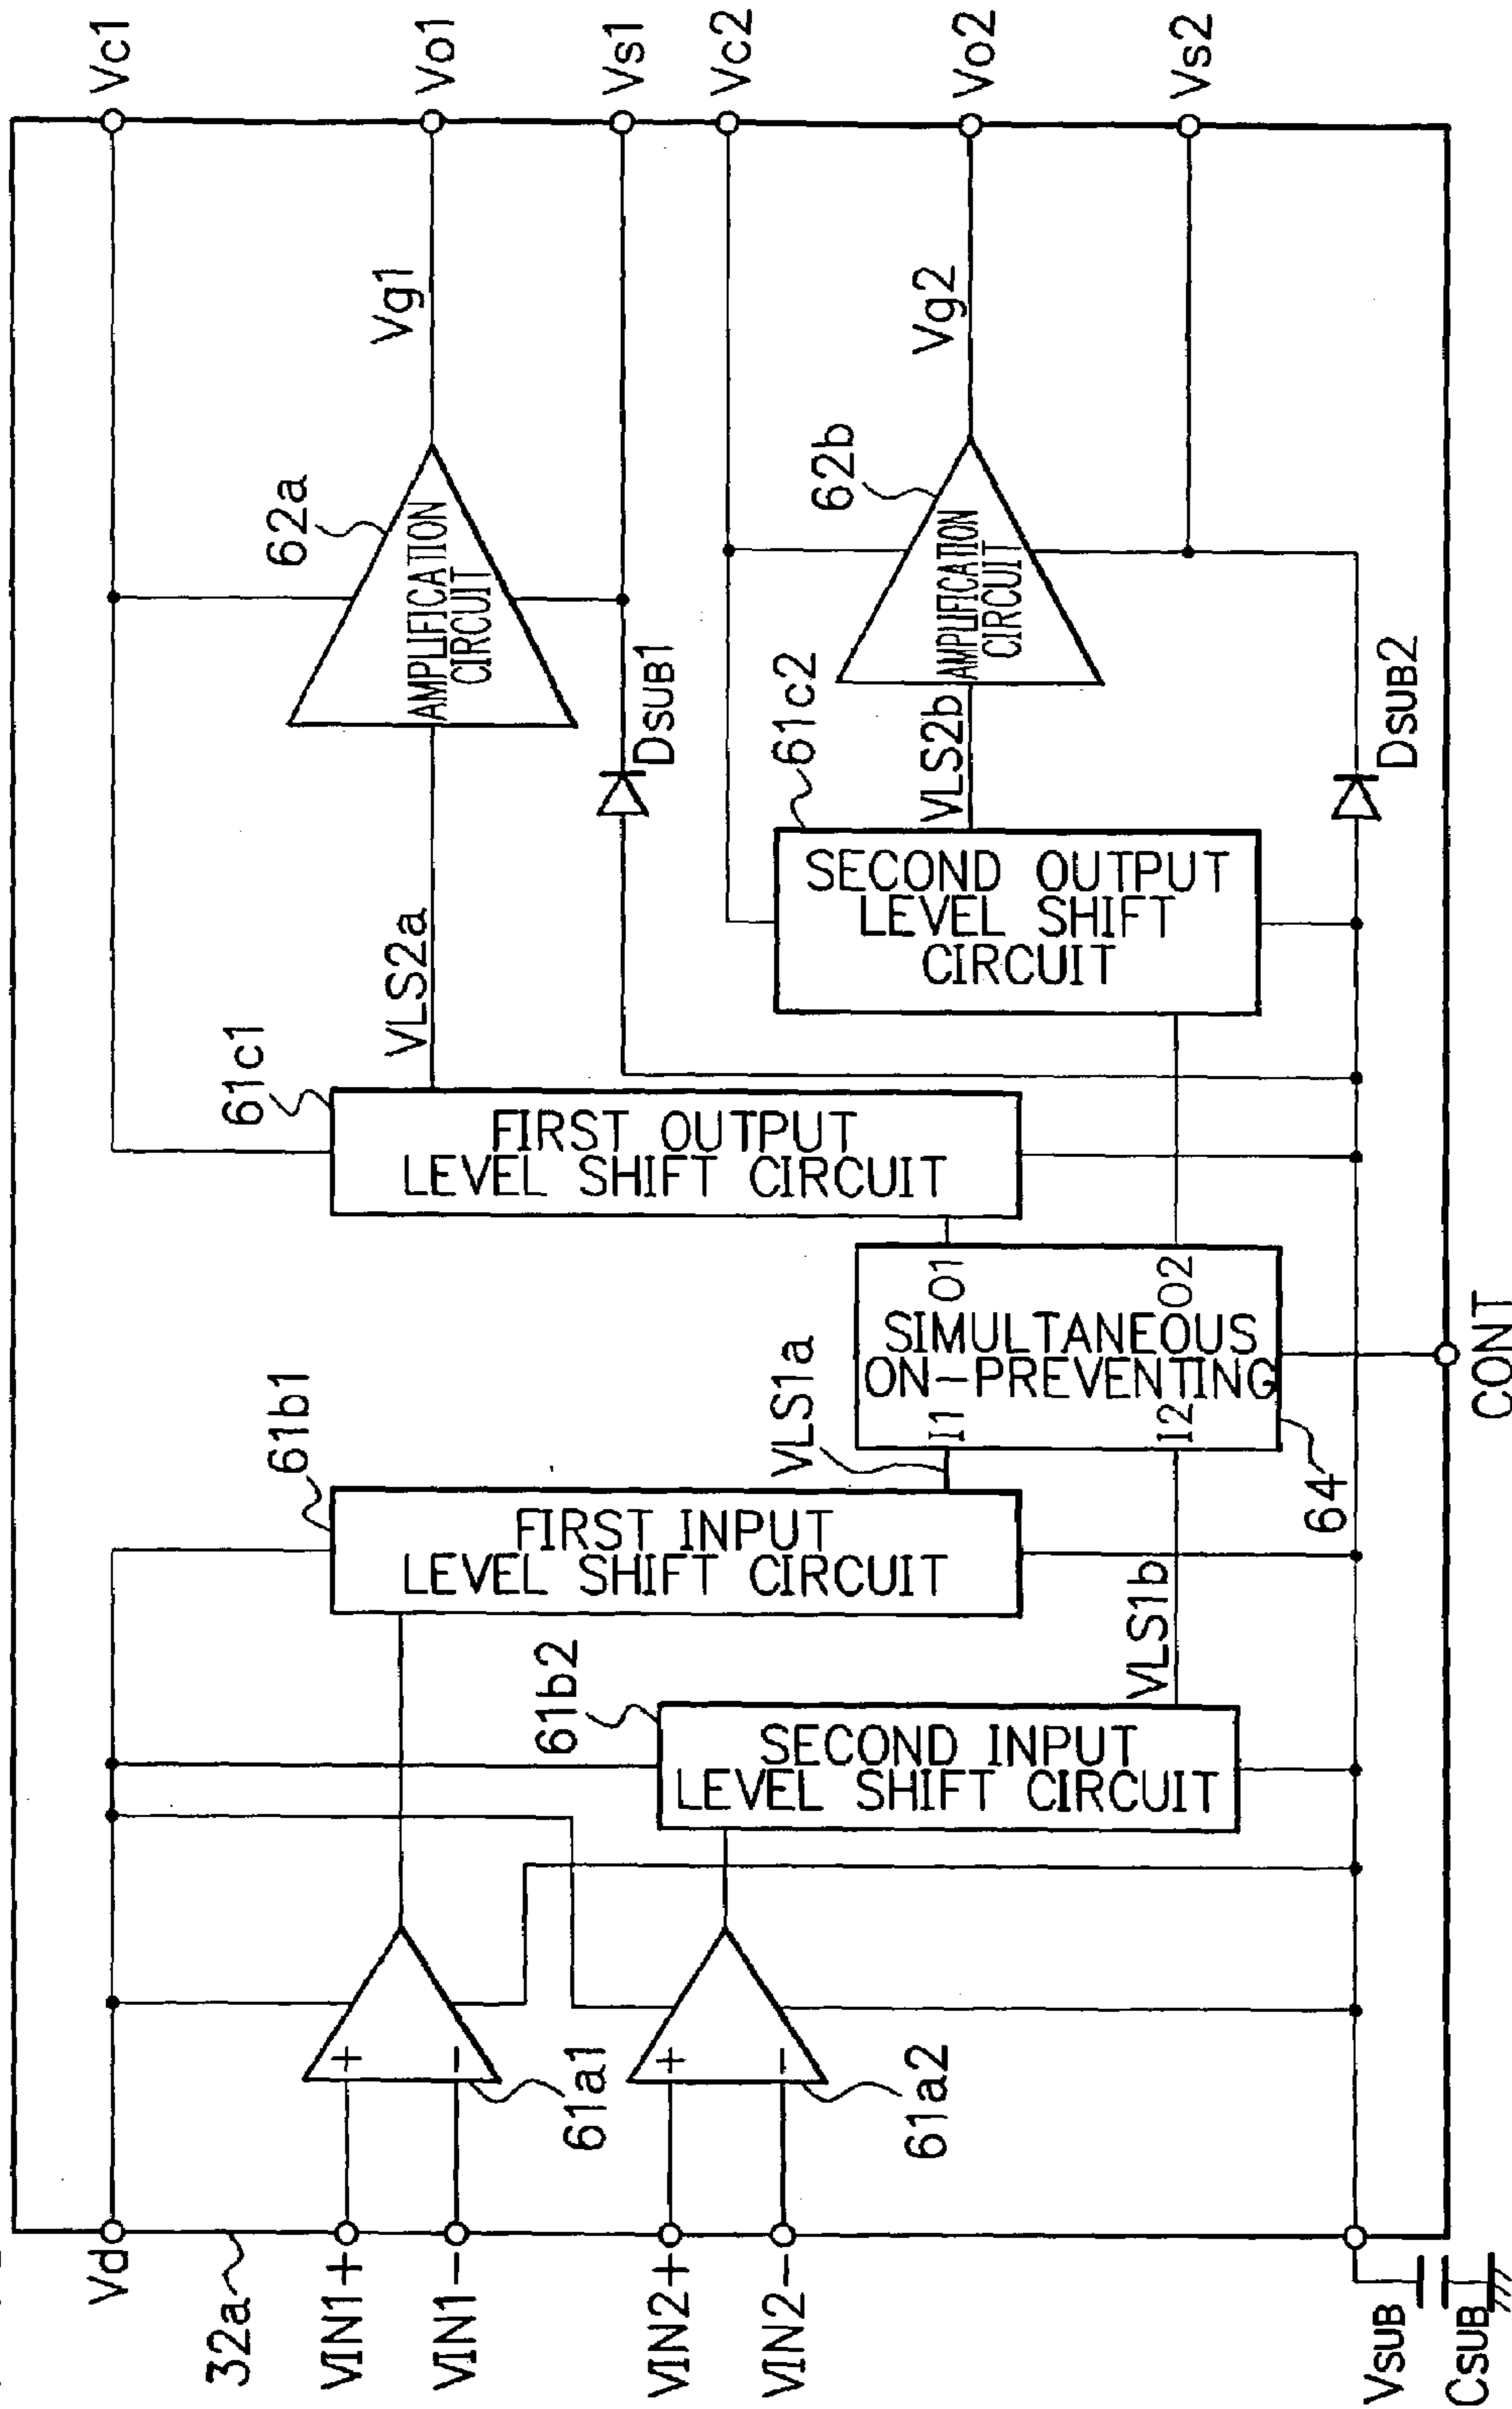 Vd
32a
VIN1+
VIN1-
VIN2+
VIN2-
VSUB
CSUB
+
-
61a1
+
-
61a2
61b2
SECOND INPUT
LEVEL SHIFT CIRCUIT
VLS1b
61b1
FIRST INPUT
LEVEL SHIFT CIRCUIT
VLS1a
I1
O1
SIMULTANEOUS
ON-PREVENTING
I2
O2
64
CONT
61c1
FIRST OUTPUT
LEVEL SHIFT CIRCUIT
VLS2a
61c2
SECOND OUTPUT
LEVEL SHIFT
CIRCUIT
VLS2b
DSUB1
DSUB2
62a
AMPLIFICATION
CIRCUIT
62b
AMPLIFICATION
CIRCUIT
Vg1
Vg2
Vc1
Vo1
Vs1
Vc2
Vo2
Vs2